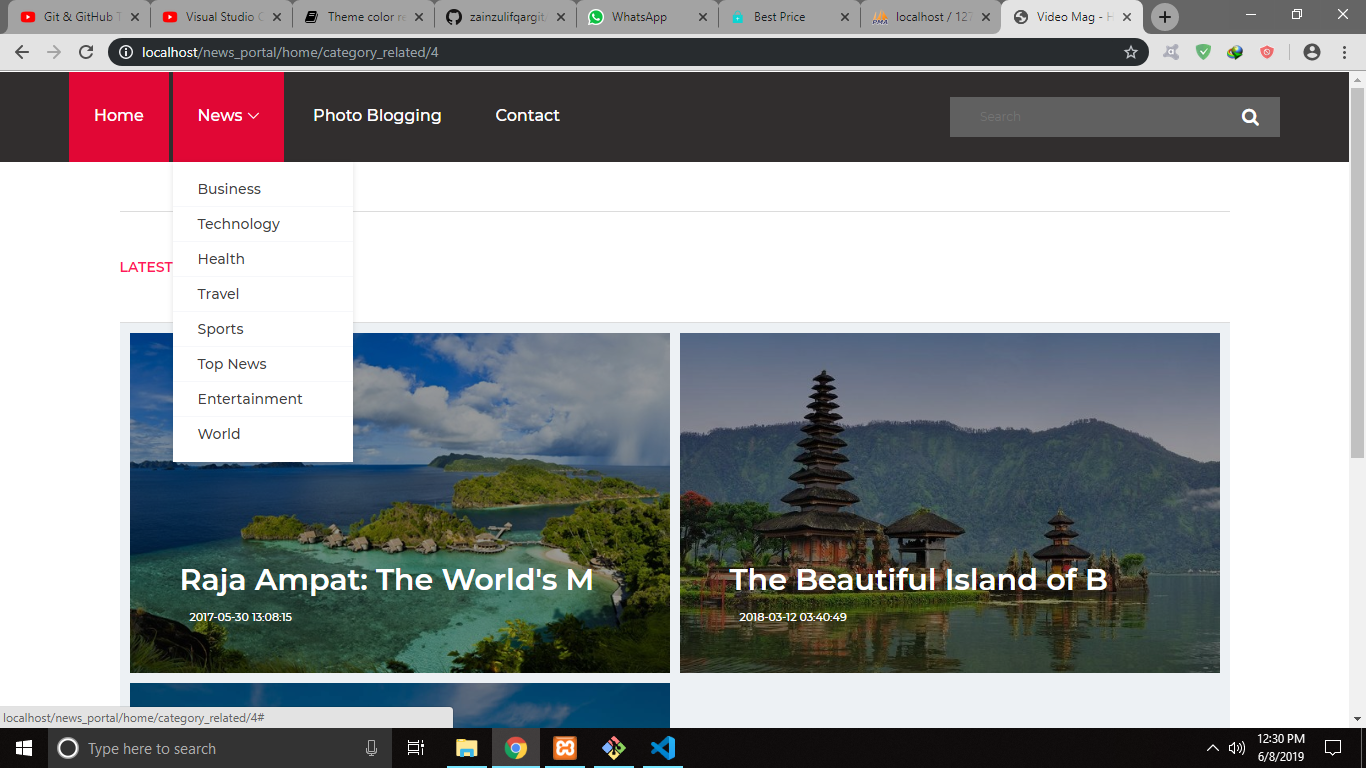 Git & GitHub T
Visual Studio C
Theme color re
zainzulifqargit
WhatsApp
Best Price
localhost / 127
Video Mag - H
localhost/news_portal/home/category_related/4
Home
News
Photo Blogging
Contact
Search
Business
Technology
Health
Travel
Sports
Top News
Entertainment
World
LATEST
Raja Ampat: The World's M
2017-05-30 13:08:15
The Beautiful Island of B
2018-03-12 03:40:49
localhost/news_portal/home/category_related/4#
Type here to search
12:30 PM
6/8/2019